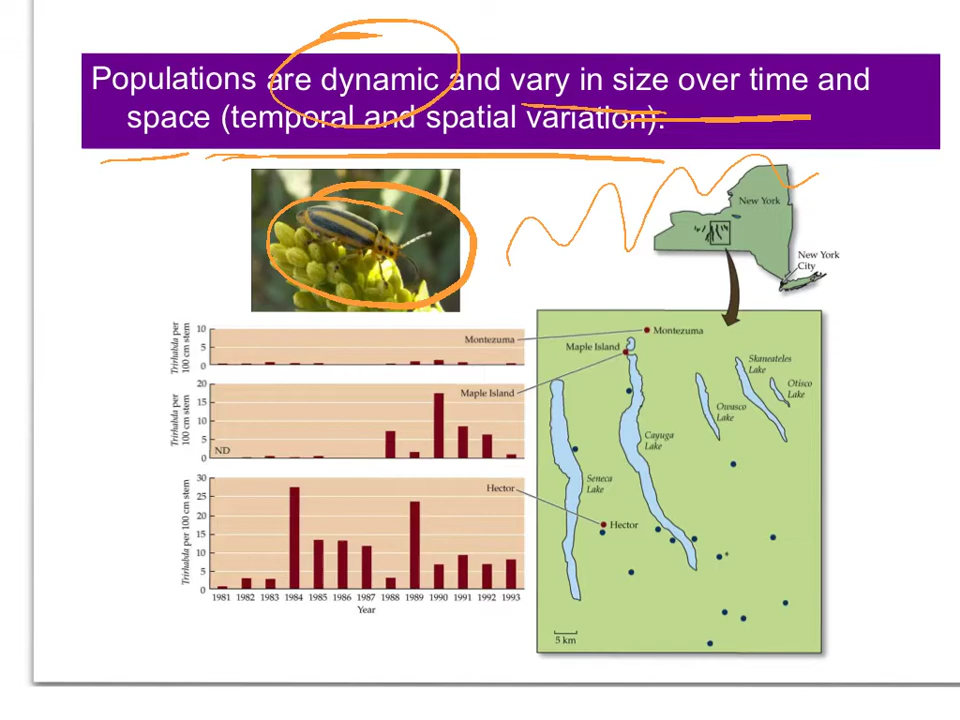 Populations are dynamic and vary in size over time and
space (temporal and spatial variation).
New York
New York
City
Montezuma
Maple Island
Skaneateles
Lake
Otisco
Lake
Owasco
Lake
Cayuga
Lake
Seneca
Lake
Hector
*
5 km
Trirhabda per
100 cm stem
10
5
0
Montezuma
Trirhabda per
100 cm stem
20
15
10
5
0
ND
Maple Island
Trirhabda per 100 cm stem
30
25
20
15
10
5
0
Hector
1981 1982 1983 1984 1985 1986 1987 1988 1989 1990 1991 1992 1993
Year